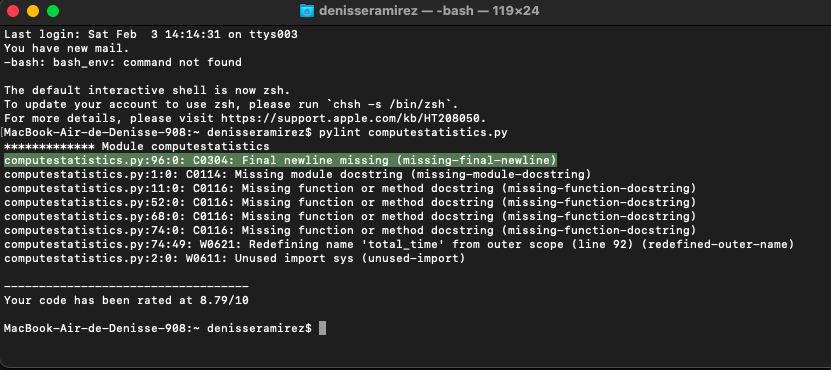 denisseramirez — -bash — 119×24
Last login: Sat Feb  3 14:14:31 on ttys003
You have new mail.
-bash: bash_env: command not found

The default interactive shell is now zsh.
To update your account to use zsh, please run `chsh -s /bin/zsh`.
For more details, please visit https://support.apple.com/kb/HT208050.
[MacBook-Air-de-Denisse-908:~ denisseramirez$ pylint computestatistics.py
************* Module computestatistics
computestatistics.py:96:0: C0304: Final newline missing (missing-final-newline)
computestatistics.py:1:0: C0114: Missing module docstring (missing-module-docstring)
computestatistics.py:11:0: C0116: Missing function or method docstring (missing-function-docstring)
computestatistics.py:52:0: C0116: Missing function or method docstring (missing-function-docstring)
computestatistics.py:68:0: C0116: Missing function or method docstring (missing-function-docstring)
computestatistics.py:74:0: C0116: Missing function or method docstring (missing-function-docstring)
computestatistics.py:74:49: W0621: Redefining name 'total_time' from outer scope (line 92) (redefined-outer-name)
computestatistics.py:2:0: W0611: Unused import sys (unused-import)

-----------------------------------
Your code has been rated at 8.79/10

MacBook-Air-de-Denisse-908:~ denisseramirez$